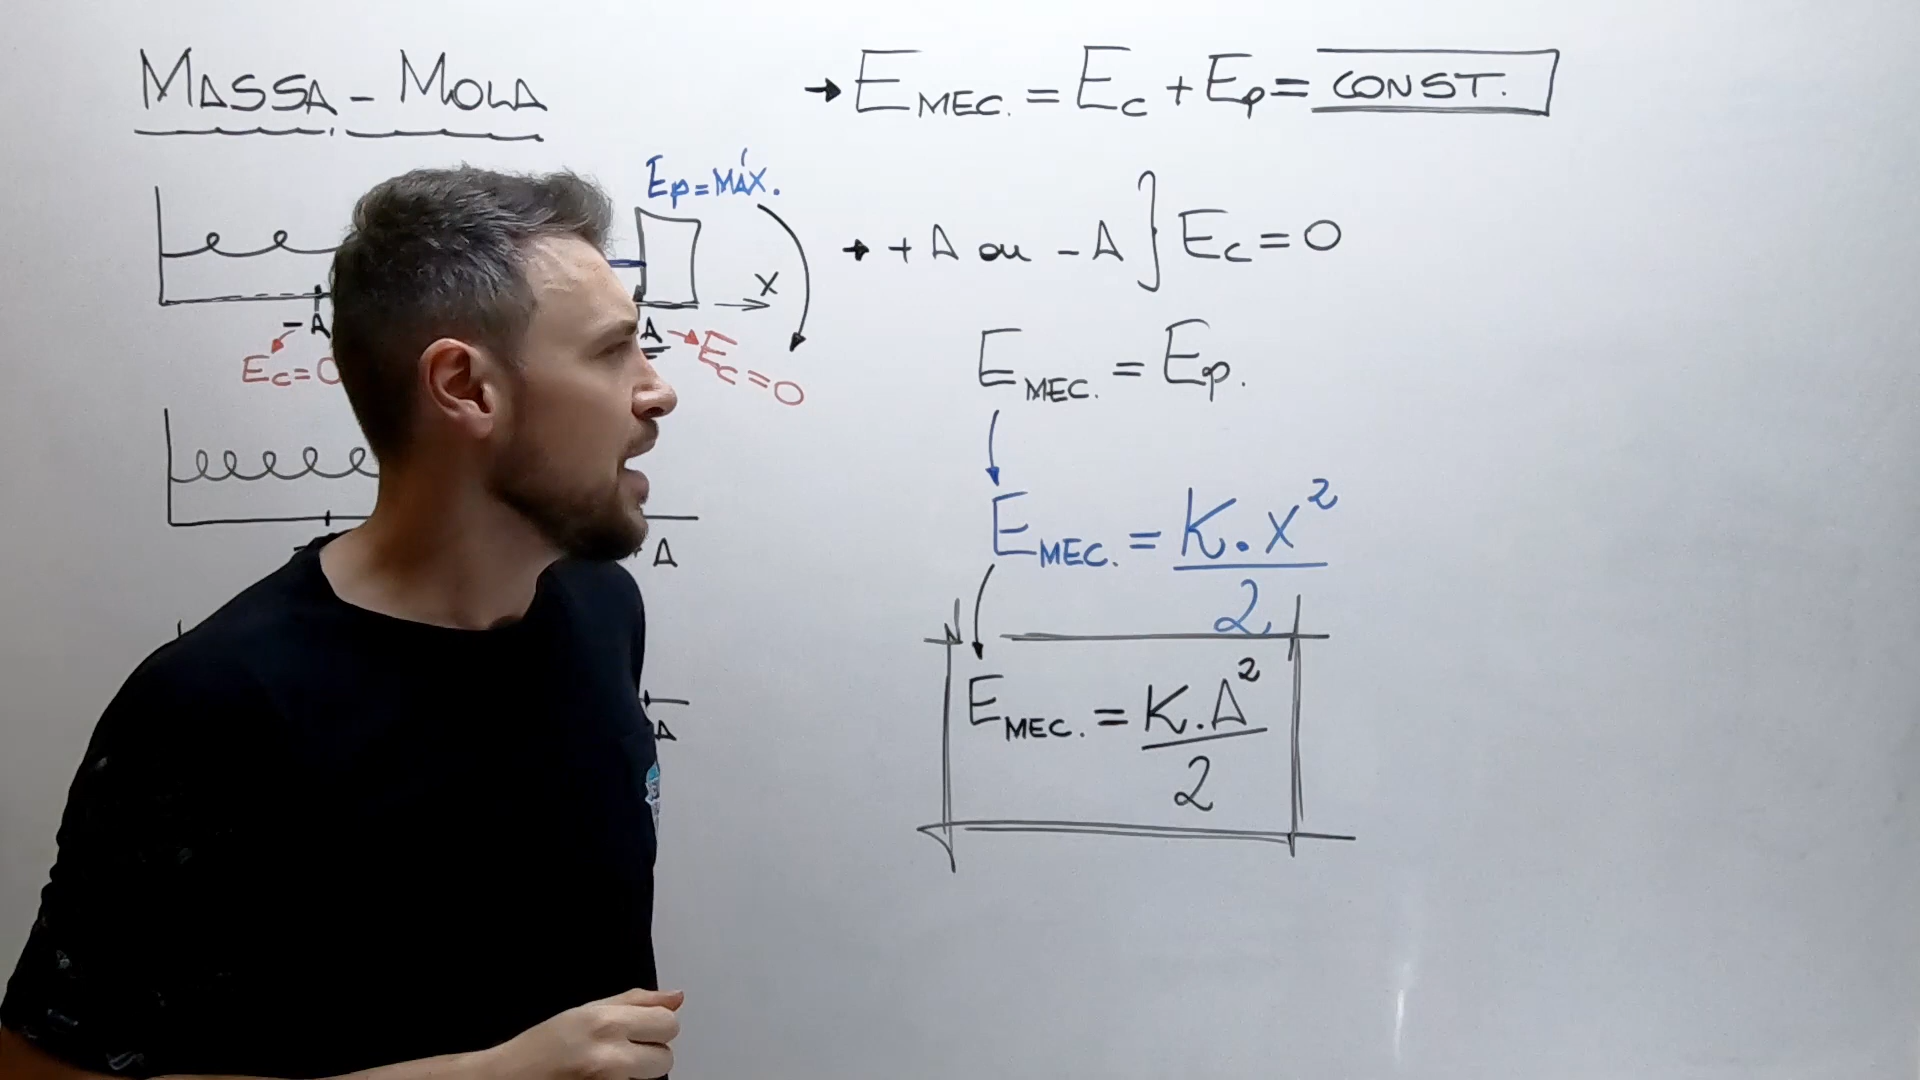 MASSA - MOLA
→ EMEC. = Ec + Ep = CONST.
Ep = MÁX.
→ + A ou - A } Ec = 0
X
-A
A
Ec = 0
Ec = 0
EMEC. = Ep.
EMEC. = K.x²/2
A
EMEC. = K.A²/2
A